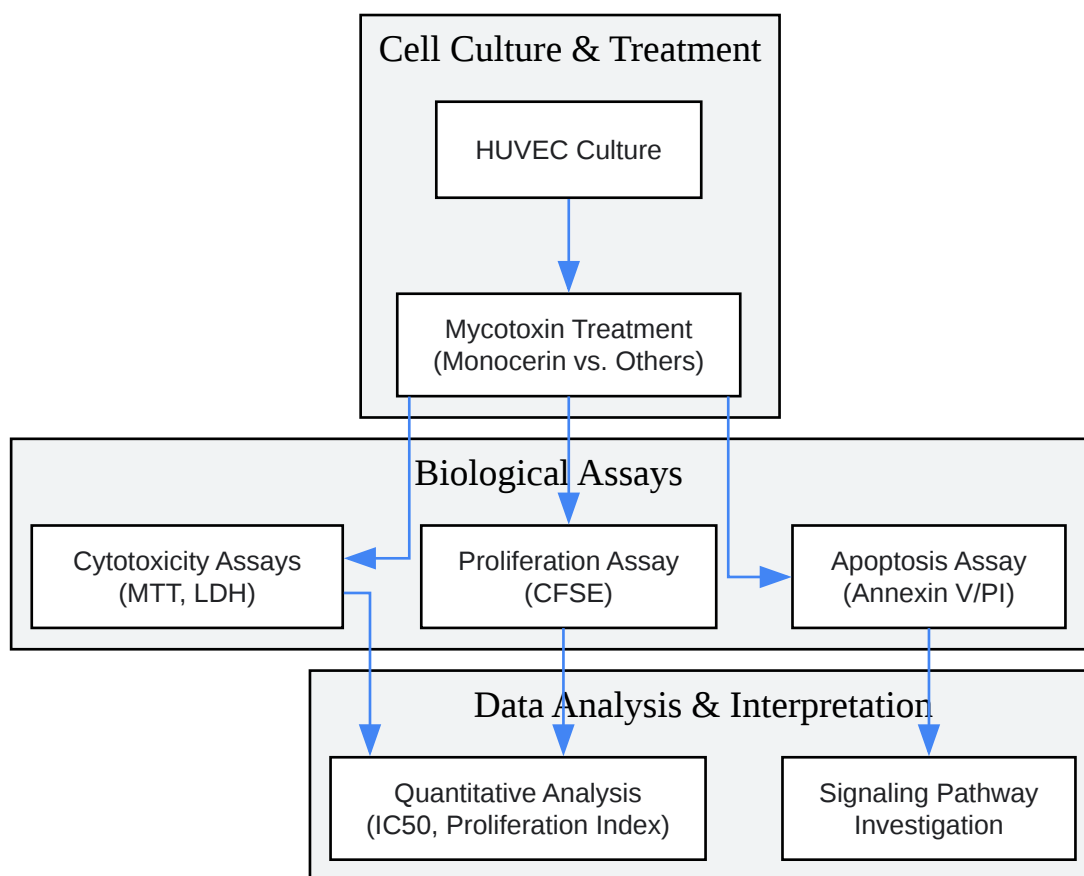 Cell Culture & Treatment
HUVEC Culture
Mycotoxin Treatment
(Monocerin vs. Others)
Biological Assays
Cytotoxicity Assays
(MTT, LDH)
Proliferation Assay
(CFSE)
Apoptosis Assay
(Annexin V/PI)
Data Analysis & Interpretation
Quantitative Analysis
(IC50, Proliferation Index)
Signaling Pathway
Investigation